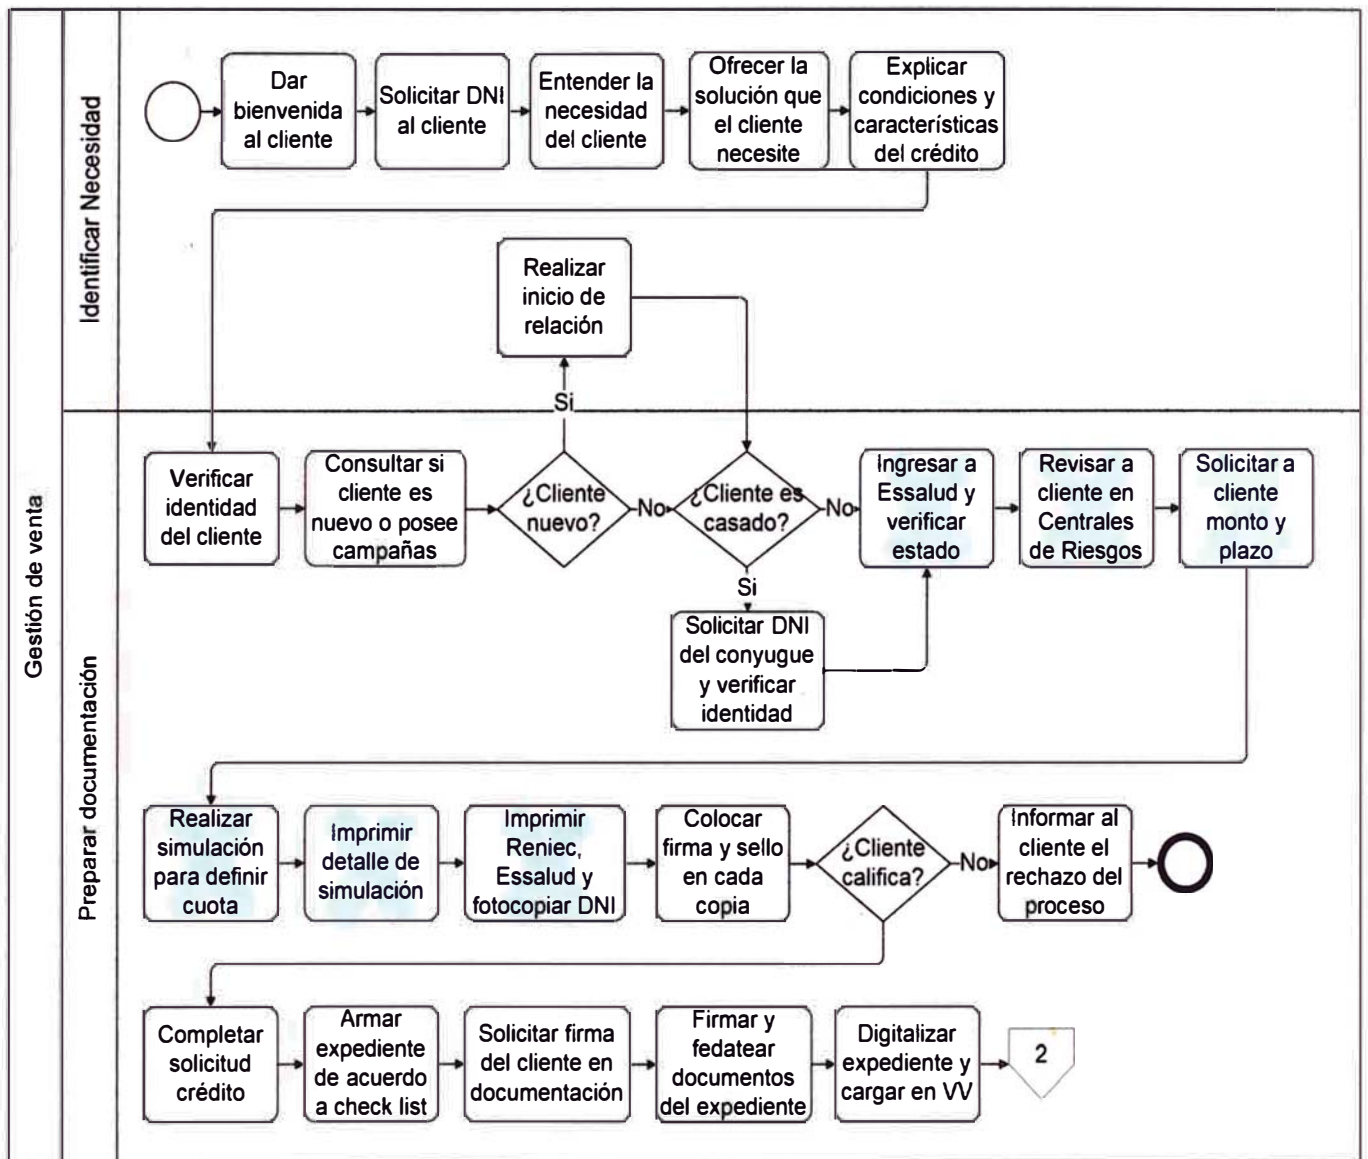 Gestión de venta
Identificar Necesidad
Dar
bienvenida
al cliente
Solicitar DNI
al cliente
Entender la
necesidad
del cliente
Ofrecer la
solución que
el cliente
necesite
Explicar
condiciones y
características
del crédito
Realizar
inicio de
relación
Si
Preparar documentación
Verificar
identidad
del cliente
Consultar si
cliente es
nuevo o posee
campañas
¿Cliente
nuevo?
No
¿Cliente es
casado?
No
Ingresar a
Essalud y
verificar
estado
Revisar a
cliente en
Centrales
de Riesgos
Solicitar a
cliente
monto y
plazo
Si
Solicitar DNI
del conyugue
y verificar
identidad
Realizar
simulación
para definir
cuota
Imprimir
detalle de
simulación
Imprimir
Reniec,
Essalud y
fotocopiar DNI
Colocar
firma y sello
en cada
copia
¿Cliente
califica?
No
Informar al
cliente el
rechazo del
proceso
Completar
solicitud
crédito
Armar
expediente
de acuerdo
a check list
Solicitar firma
del cliente en
documentación
Firmar y
fedatear
documentos
del expediente
Digitalizar
expediente y
cargar en VV
2